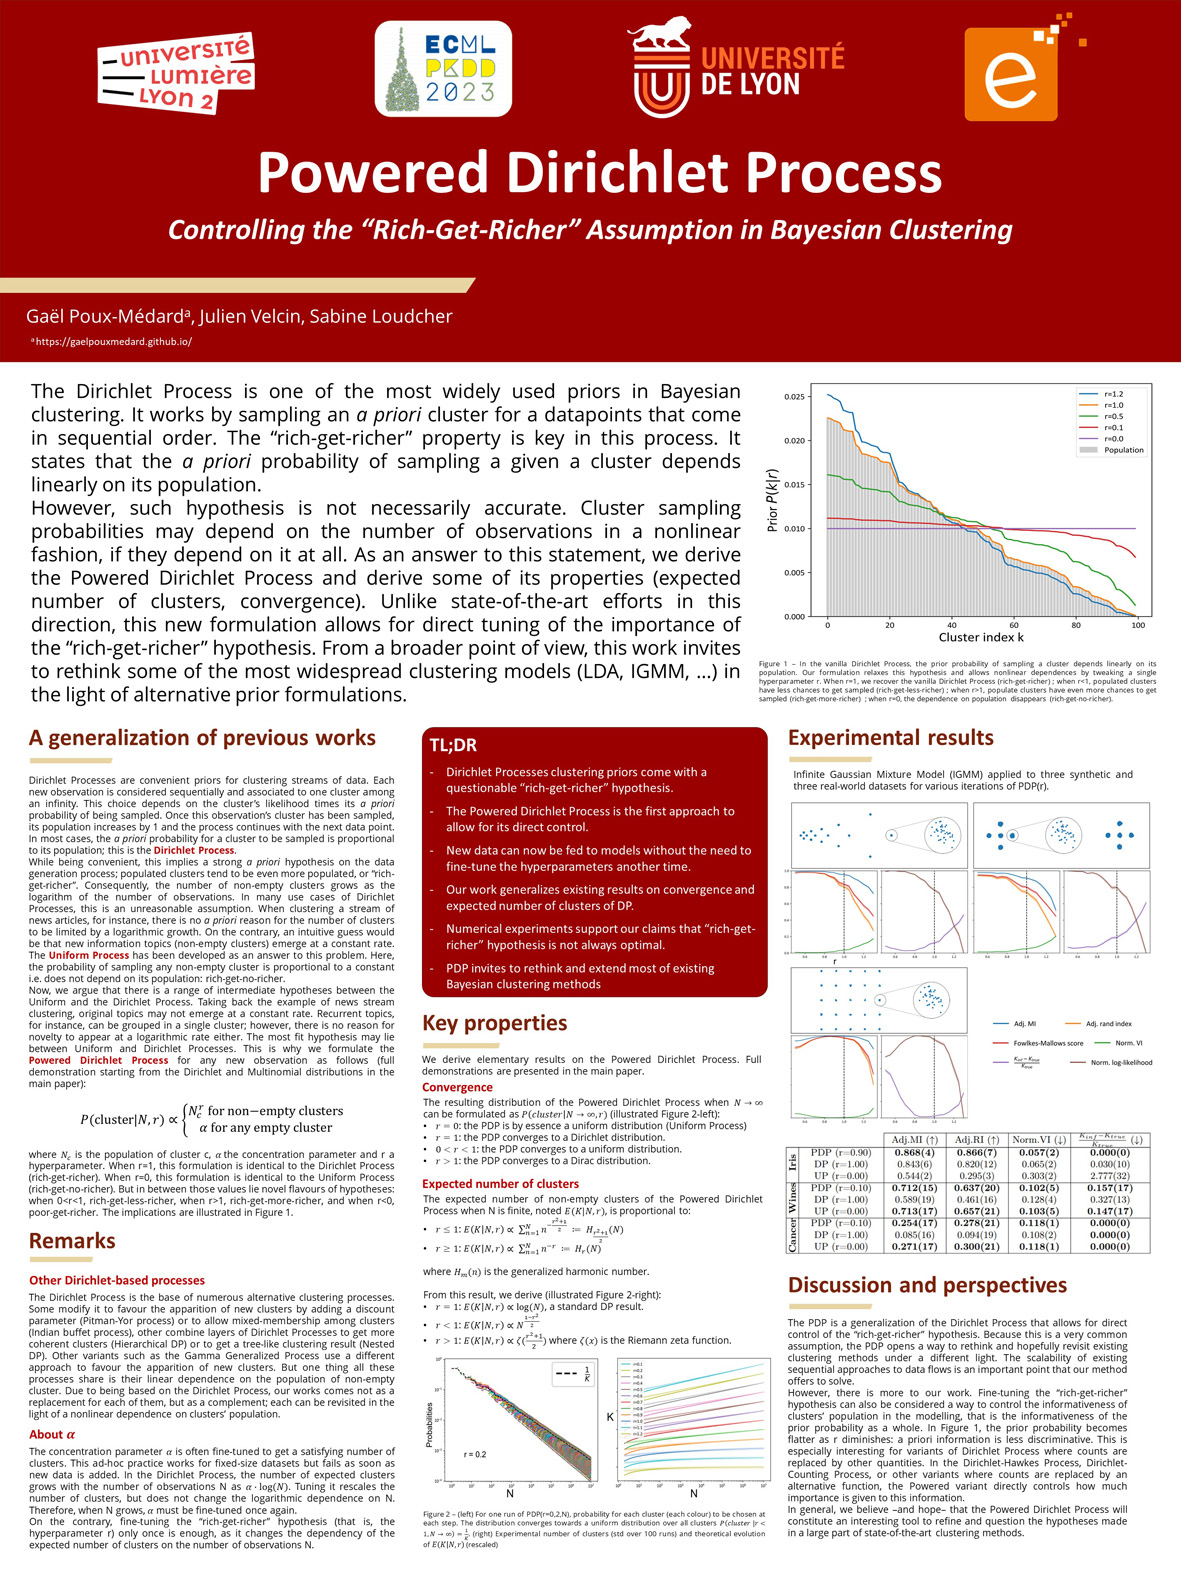 UNIVERSITÉ
LUMIÈRE
LYON 2
ECML
PKDD
2023
UNIVERSITÉ
DE LYON
e
Powered Dirichlet Process
Controlling the “Rich-Get-Richer” Assumption in Bayesian Clustering
Gaël Poux-Médardᵃ, Julien Velcin, Sabine Loudcher
ᵃ https://gaelpouxmedard.github.io/
The Dirichlet Process is one of the most widely used priors in Bayesian
clustering. It works by sampling an a priori cluster for a datapoints that come
in sequential order. The “rich-get-richer” property is key in this process. It
states that the a priori probability of sampling a given a cluster depends
linearly on its population.
However, such hypothesis is not necessarily accurate. Cluster sampling
probabilities may depend on the number of observations in a nonlinear
fashion, if they depend on it at all. As an answer to this statement, we derive
the Powered Dirichlet Process and derive some of its properties (expected
number of clusters, convergence). Unlike state-of-the-art efforts in this
direction, this new formulation allows for direct tuning of the importance of
the “rich-get-richer” hypothesis. From a broader point of view, this work invites
to rethink some of the most widespread clustering models (LDA, IGMM, …) in
the light of alternative prior formulations.
Prior P(k|r)
0.025
0.020
0.015
0.010
0.005
0.000
0 20 40 60 80 100
Cluster index k
r=1.2
r=1.0
r=0.5
r=0.1
r=0.0
Population
Figure 1 – In the vanilla Dirichlet Process, the prior probability of sampling a cluster depends linearly on its
population. Our formulation relaxes this hypothesis and allows nonlinear dependences by tweaking a single
hyperparameter r. When r=1, we recover the vanilla Dirichlet Process (rich-get-richer) ; when r<1, populated clusters
have less chances to get sampled (rich-get-less-richer) ; when r>1, populate clusters have even more chances to get
sampled (rich-get-more-richer) ; when r=0, the dependence on population disappears (rich-get-no-richer).
A generalization of previous works
Dirichlet Processes are convenient priors for clustering streams of data. Each
new observation is considered sequentially and associated to one cluster among
an infinity. This choice depends on the cluster’s likelihood times its a priori
probability of being sampled. Once this observation’s cluster has been sampled,
its population increases by 1 and the process continues with the next data point.
In most cases, the a priori probability for a cluster to be sampled is proportional
to its population; this is the Dirichlet Process.
While being convenient, this implies a strong a priori hypothesis on the data
generation process; populated clusters tend to be even more populated, or “rich-
get-richer”. Consequently, the number of non-empty clusters grows as the
logarithm of the number of observations. In many use cases of Dirichlet
Processes, this is an unreasonable assumption. When clustering a stream of
news articles, for instance, there is no a priori reason for the number of clusters
to be limited by a logarithmic growth. On the contrary, an intuitive guess would
be that new information topics (non-empty clusters) emerge at a constant rate.
The Uniform Process has been developed as an answer to this problem. Here,
the probability of sampling any non-empty cluster is proportional to a constant
i.e. does not depend on its population: rich-get-no-richer.
Now, we argue that there is a range of intermediate hypotheses between the
Uniform and the Dirichlet Process. Taking back the example of news stream
clustering, original topics may not emerge at a constant rate. Recurrent topics,
for instance, can be grouped in a single cluster; however, there is no reason for
novelty to appear at a logarithmic rate either. The most fit hypothesis may lie
between Uniform and Dirichlet Processes. This is why we formulate the
Powered Dirichlet Process for any new observation as follows (full
demonstration starting from the Dirichlet and Multinomial distributions in the
main paper):
P(cluster|N, r) ∝ { N_c^r for non−empty clusters
α for any empty cluster
where N_c is the population of cluster c, α the concentration parameter and r a
hyperparameter. When r=1, this formulation is identical to the Dirichlet Process
(rich-get-richer). When r=0, this formulation is identical to the Uniform Process
(rich-get-no-richer). But in between those values lie novel flavours of hypotheses:
when 0<r<1, rich-get-less-richer, when r>1, rich-get-more-richer, and when r<0,
poor-get-richer. The implications are illustrated in Figure 1.
Remarks
Other Dirichlet-based processes
The Dirichlet Process is the base of numerous alternative clustering processes.
Some modify it to favour the apparition of new clusters by adding a discount
parameter (Pitman-Yor process) or to allow mixed-membership among clusters
(Indian buffet process), other combine layers of Dirichlet Processes to get more
coherent clusters (Hierarchical DP) or to get a tree-like clustering result (Nested
DP). Other variants such as the Gamma Generalized Process use a different
approach to favour the apparition of new clusters. But one thing all these
processes share is their linear dependence on the population of non-empty
cluster. Due to being based on the Dirichlet Process, our works comes not as a
replacement for each of them, but as a complement; each can be revisited in the
light of a nonlinear dependence on clusters’ population.
About α
The concentration parameter α is often fine-tuned to get a satisfying number of
clusters. This ad-hoc practice works for fixed-size datasets but fails as soon as
new data is added. In the Dirichlet Process, the number of expected clusters
grows with the number of observations N as α · log(N). Tuning it rescales the
number of clusters, but does not change the logarithmic dependence on N.
Therefore, when N grows, α must be fine-tuned once again.
On the contrary, fine-tuning the “rich-get-richer” hypothesis (that is, the
hyperparameter r) only once is enough, as it changes the dependency of the
expected number of clusters on the number of observations N.
TL;DR
- Dirichlet Processes clustering priors come with a
questionable “rich-get-richer” hypothesis.
- The Powered Dirichlet Process is the first approach to
allow for its direct control.
- New data can now be fed to models without the need to
fine-tune the hyperparameters another time.
- Our work generalizes existing results on convergence and
expected number of clusters of DP.
- Numerical experiments support our claims that “rich-get-
richer” hypothesis is not always optimal.
- PDP invites to rethink and extend most of existing
Bayesian clustering methods
Key properties
We derive elementary results on the Powered Dirichlet Process. Full
demonstrations are presented in the main paper.
Convergence
The resulting distribution of the Powered Dirichlet Process when N → ∞
can be formulated as P(cluster|N → ∞, r) (illustrated Figure 2-left):
• r = 0: the PDP is by essence a uniform distribution (Uniform Process)
• r = 1: the PDP converges to a Dirichlet distribution.
• 0 < r < 1: the PDP converges to a uniform distribution.
• r > 1: the PDP converges to a Dirac distribution.
Expected number of clusters
The expected number of non-empty clusters of the Powered Dirichlet
Process when N is finite, noted E(K|N, r), is proportional to:
• r ≤ 1: E(K|N, r) ∝ ∑_{n=1}^{N} n^{−(r²+1)/2} ≔ H_{(r²+1)/2}(N)
• r ≥ 1: E(K|N, r) ∝ ∑_{n=1}^{N} n^{−r} ≔ H_r(N)
where H_m(n) is the generalized harmonic number.
From this result, we derive (illustrated Figure 2-right):
• r = 1: E(K|N, r) ∝ log(N), a standard DP result.
• r < 1: E(K|N, r) ∝ N^{(1−r²)/2}
• r > 1: E(K|N, r) ∝ ζ((r²+1)/2) where ζ(x) is the Riemann zeta function.
Probabilities
1/K
r = 0.2
N
K
r=0.1
r=0.2
r=0.3
r=0.4
r=0.5
r=0.6
r=0.7
r=0.8
r=0.9
r=1.0
r=1.1
r=1.2
N
Figure 2 – (left) For one run of PDP(r=0,2,N), probability for each cluster (each colour) to be chosen at
each step. The distribution converges towards a uniform distribution over all clusters P(cluster |r <
1, N → ∞) = 1/K. (right) Experimental number of clusters (std over 100 runs) and theoretical evolution
of E(K|N, r) (rescaled)
Experimental results
Infinite Gaussian Mixture Model (IGMM) applied to three synthetic and
three real-world datasets for various iterations of PDP(r).
r
Adj. MI
Adj. rand index
Fowlkes-Mallows score
Norm. VI
K_inf − K_true / K_true
Norm. log-likelihood
Adj.MI (↑) Adj.RI (↑) Norm.VI (↓) K_inf−K_true / K_true (↓)
Iris
PDP (r=0.90) 0.868(4) 0.866(7) 0.057(2) 0.000(0)
DP (r=1.00) 0.843(6) 0.820(12) 0.065(2) 0.030(10)
UP (r=0.00) 0.544(2) 0.295(3) 0.303(2) 2.777(32)
Wines
PDP (r=0.10) 0.712(15) 0.637(20) 0.102(5) 0.157(17)
DP (r=1.00) 0.589(19) 0.461(16) 0.128(4) 0.327(13)
UP (r=0.00) 0.713(17) 0.657(21) 0.103(5) 0.147(17)
Cancer
PDP (r=0.10) 0.254(17) 0.278(21) 0.118(1) 0.000(0)
DP (r=1.00) 0.085(16) 0.094(19) 0.108(2) 0.000(0)
UP (r=0.00) 0.271(17) 0.300(21) 0.118(1) 0.000(0)
Discussion and perspectives
The PDP is a generalization of the Dirichlet Process that allows for direct
control of the “rich-get-richer” hypothesis. Because this is a very common
assumption, the PDP opens a way to rethink and hopefully revisit existing
clustering methods under a different light. The scalability of existing
sequential approaches to data flows is an important point that our method
offers to solve.
However, there is more to our work. Fine-tuning the “rich-get-richer”
hypothesis can also be considered a way to control the informativeness of
clusters’ population in the modelling, that is the informativeness of the
prior probability as a whole. In Figure 1, the prior probability becomes
flatter as r diminishes: a priori information is less discriminative. This is
especially interesting for variants of Dirichlet Process where counts are
replaced by other quantities. In the Dirichlet-Hawkes Process, Dirichlet-
Counting Process, or other variants where counts are replaced by an
alternative function, the Powered variant directly controls how much
importance is given to this information.
In general, we believe –and hope– that the Powered Dirichlet Process will
constitute an interesting tool to refine and question the hypotheses made
in a large part of state-of-the-art clustering methods.